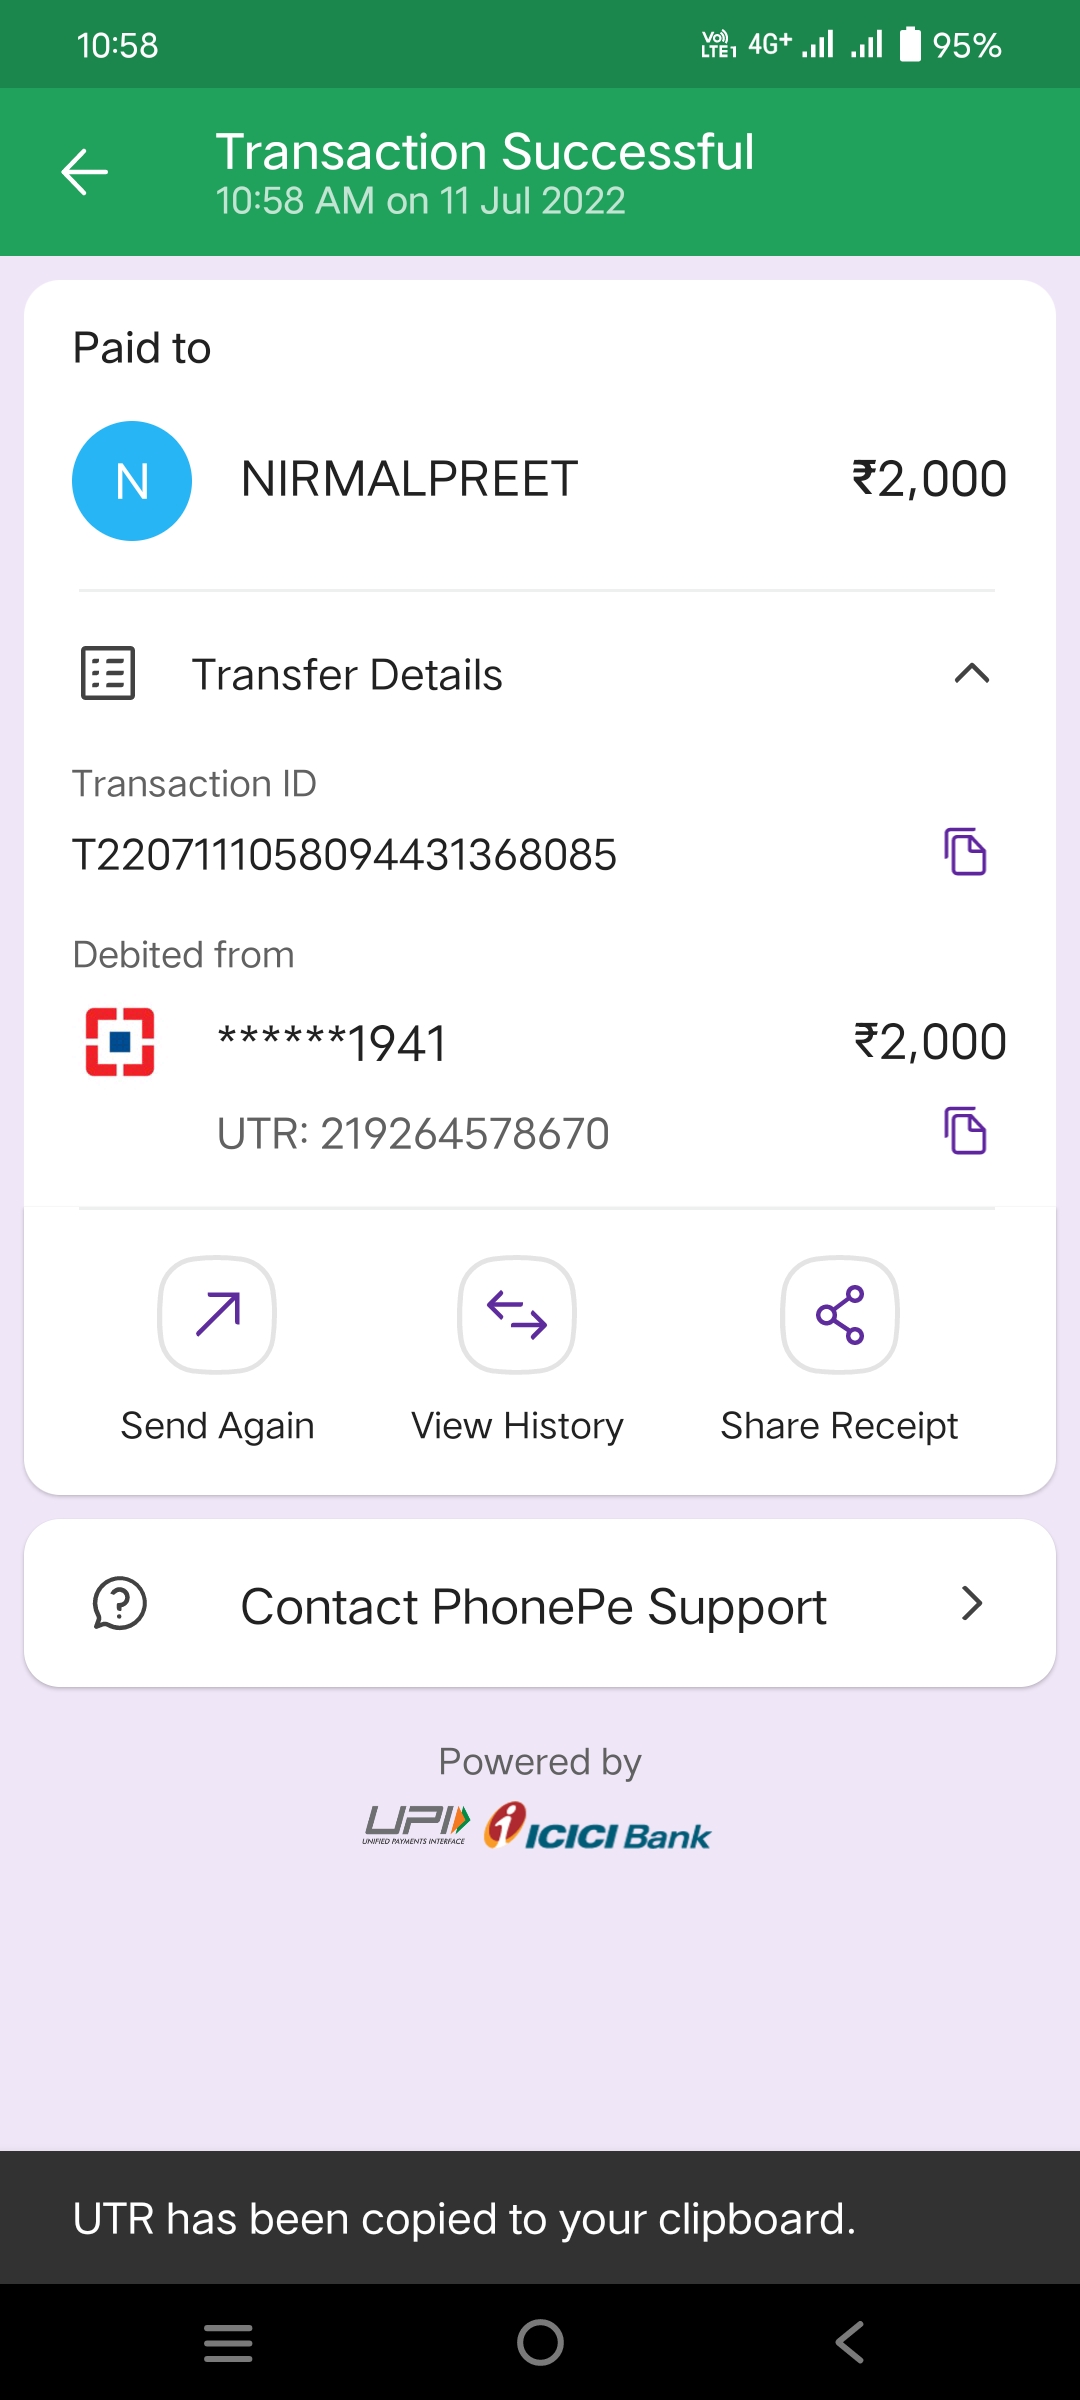 10:58
Vo)) LTE1 4G+ 95%
Transaction Successful
10:58 AM on 11 Jul 2022
Paid to
N NIRMALPREET ₹2,000
Transfer Details
Transaction ID
T2207111058094431368085
Debited from
******1941 ₹2,000
UTR: 219264578670
Send Again View History Share Receipt
Contact PhonePe Support
Powered by
UPI UNIFIED PAYMENTS INTERFACE ICICI Bank
UTR has been copied to your clipboard.